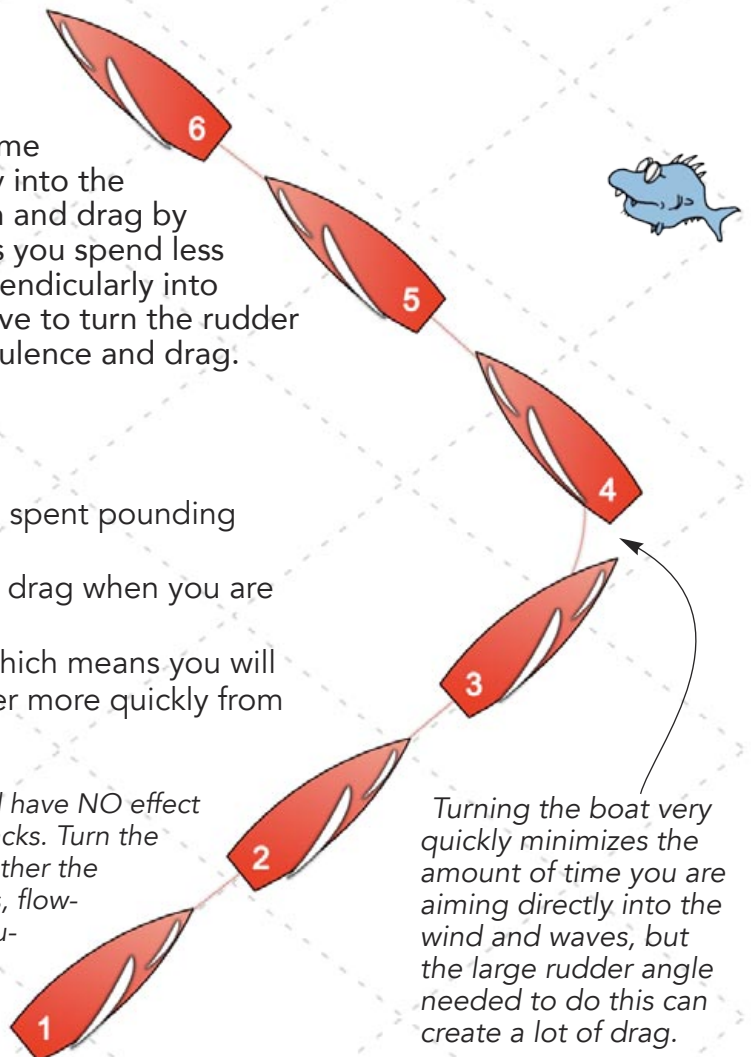 6
me
y into the
n and drag by
s you spend less
endicularly into
5
ve to turn the rudder
ulence and drag.
4
spent pounding
drag when you are
hich means you will
3
er more quickly from
l have NO effect
cks. Turn the
2
ther the
s, flow-
u-
1
Turning the boat very
quickly minimizes the
amount of time you are
aiming directly into the
wind and waves, but
the large rudder angle
needed to do this can
create a lot of drag.